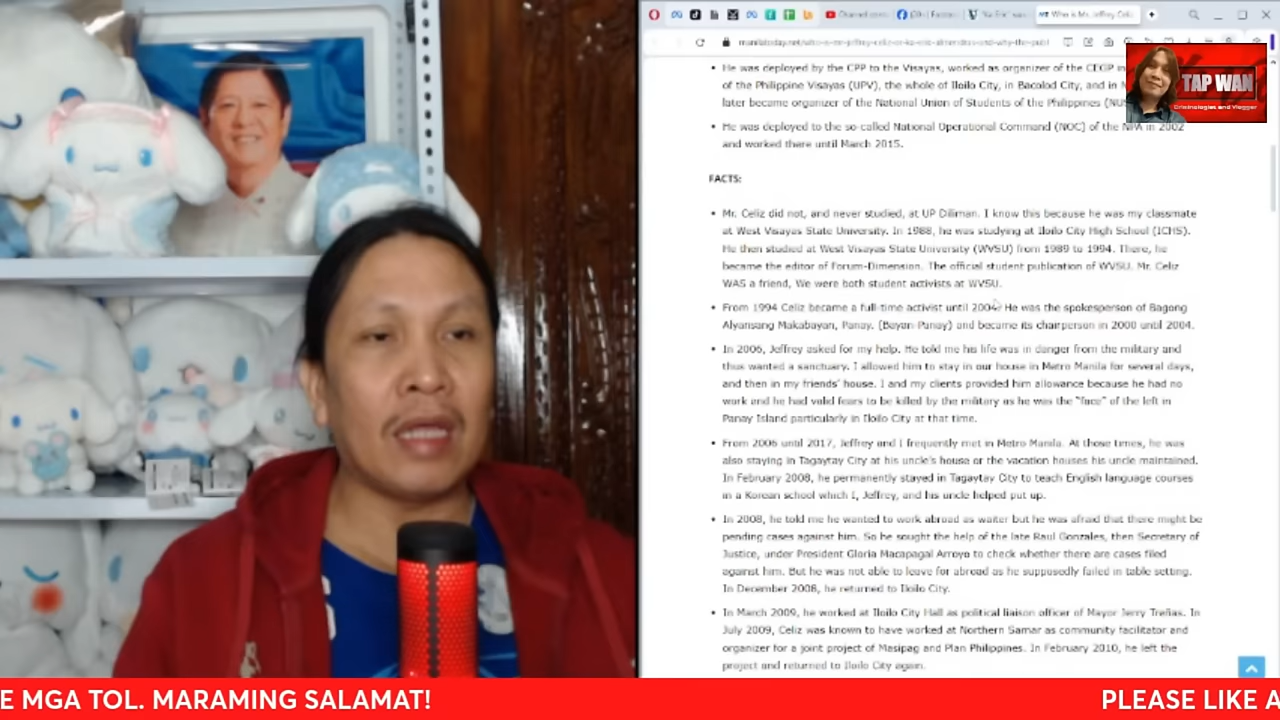 Channel
Who is Mr. Jeffrey Celiz
He was deployed by the CPP to the Visayas, worked as organizer of the CEGP in
of the Philippine Visayas (UPV), the whole of Iloilo City, in Bacolod City, and in
later became organizer of the National Union of Students of the Philippines
TAP WAN
Criminologist and Vlogger
He was deployed to the so-called National Operational Command (NOC) of the NPA in 2002
and worked there until March 2015.
FACTS:
Mr. Celiz did not, and never studied, at UP Diliman. I know this because he was my classmate
at West Visayas State University. In 1988, he was studying at Iloilo City High School (ICHS).
He then studied at West Visayas State University (WVSU) from 1989 to 1994. There, he
became the editor of Forum-Dimension. The official student publication of WVSU. Mr. Celiz
WAS a friend, We were both student activists at WVSU.
From 1994 Celiz became a full-time activist until 2004. He was the spokesperson of Bagong
Alyansang Makabayan, Panay. (Bayan-Panay) and became its chairperson in 2000 until 2004.
In 2006, Jeffrey asked for my help. He told me his life was in danger from the military and
thus wanted a sanctuary. I allowed him to stay in our house in Metro Manila for several days,
and then in my friends' house. I and my clients provided him allowance because he had no
work and he had valid fears to be killed by the military as he was the "face" of the left in
Panay Island particularly in Iloilo City at that time.
From 2006 until 2017, Jeffrey and I frequently met in Metro Manila. At those times, he was
also staying in Tagaytay City at his uncle's house or the vacation houses his uncle maintained.
In February 2008, he permanently stayed in Tagaytay City to teach English language courses
in a Korean school which I, Jeffrey, and his uncle helped put up.
In 2008, he told me he wanted to work abroad as waiter but he was afraid that there might be
pending cases against him. So he sought the help of the late Raul Gonzales, then Secretary of
Justice, under President Gloria Macapagal Arroyo to check whether there are cases filed
against him. But he was not able to leave for abroad as he supposedly failed in table setting.
In December 2008, he returned to Iloilo City.
In March 2009, he worked at Iloilo City Hall as political liaison officer of Mayor Jerry Treñas. In
July 2009, Celiz was known to have worked at Northern Samar as community facilitator and
organizer for a joint project of Masipag and Plan Philippines. In February 2010, he left the
project and returned to Iloilo City again.
E MGA TOL. MARAMING SALAMAT! PLEASE LIKE A